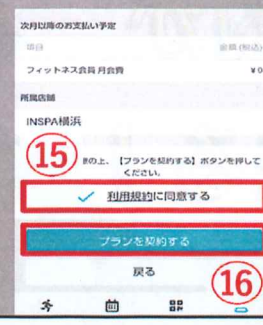 次月以降のお支払い予定
項目 金額(税込)
フィットネス会員 月会費 ¥0
所属店舗
INSPA横浜
⑮ の上、【プランを契約する】ボタンを押して
ください。
✓ 利用規約に同意する
プランを契約する
戻る
⑯